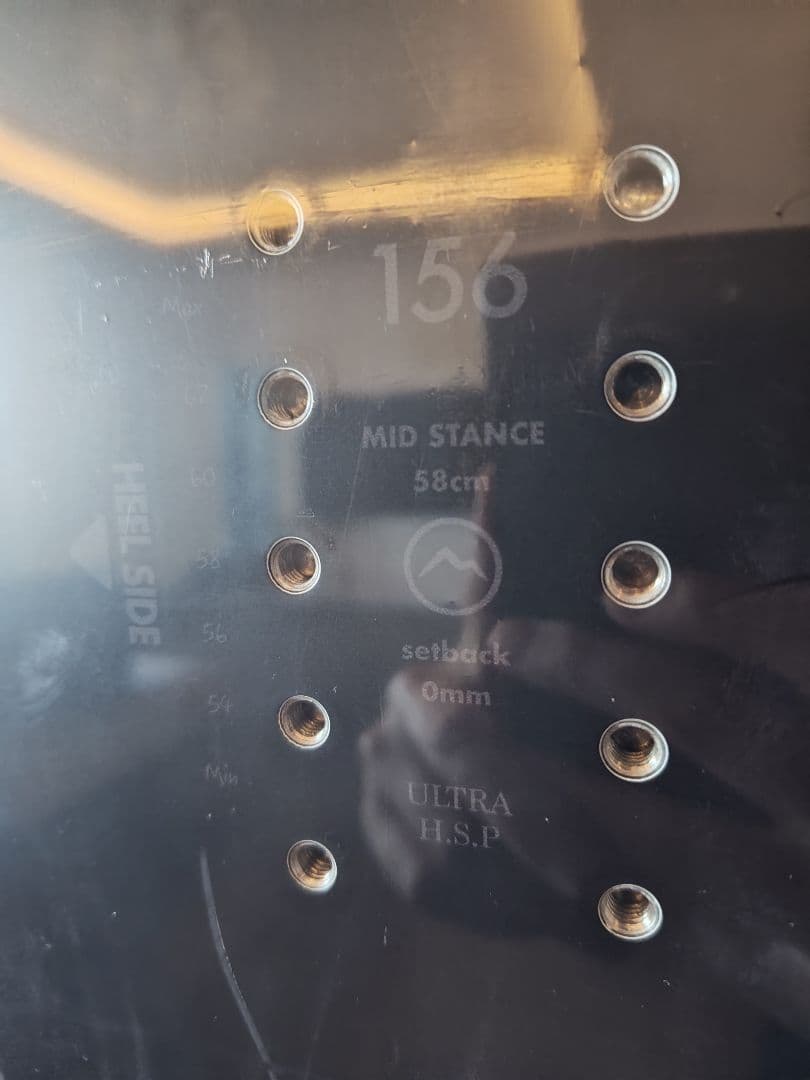 156
Max
62
MID STANCE
58cm
60
HEEL SIDE
58
56
setback
0mm
54
Min
ULTRA
H.S.P